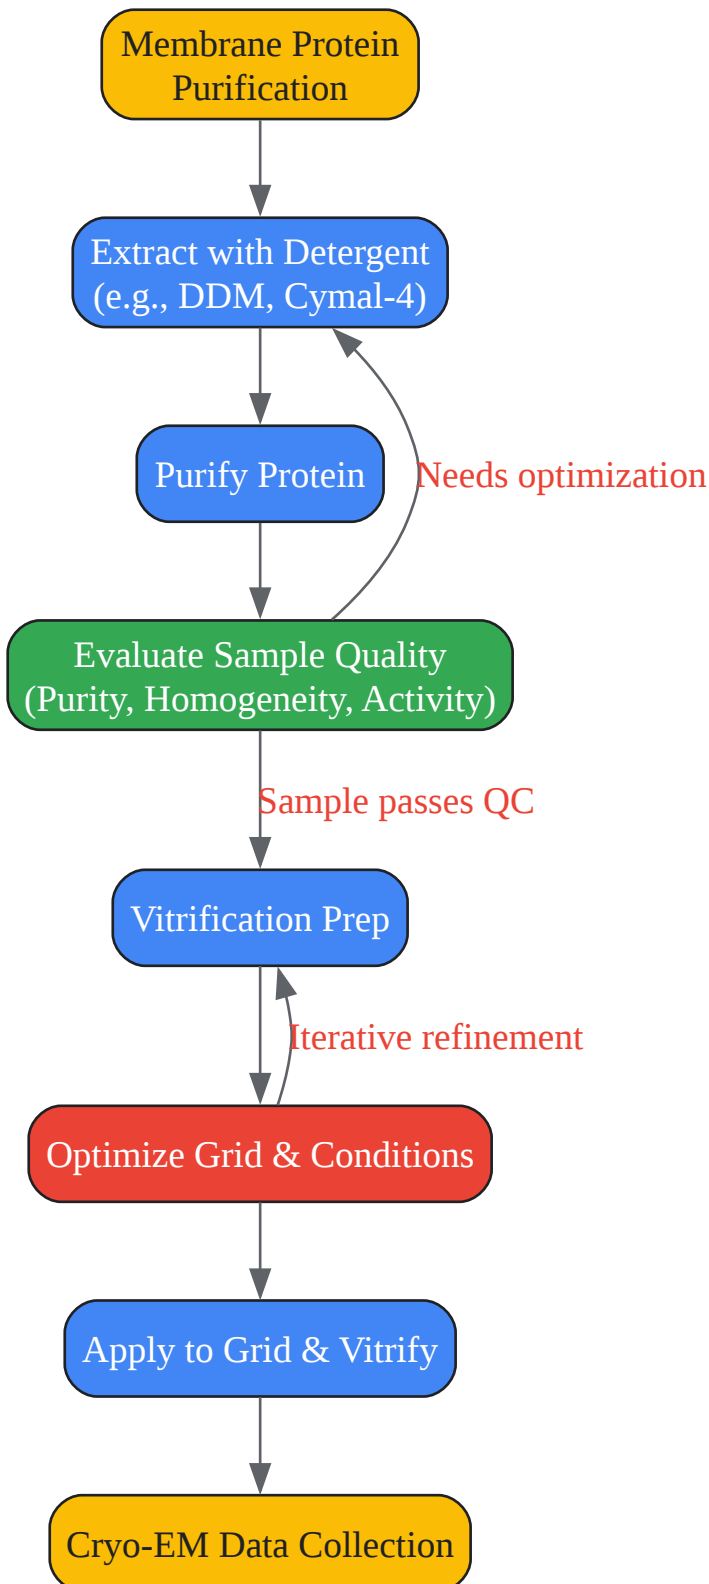 Membrane Protein
Purification
Extract with Detergent
(e.g., DDM, Cymal-4)
Purify Protein
Needs optimization
Evaluate Sample Quality
(Purity, Homogeneity, Activity)
Sample passes QC
Vitrification Prep
Iterative refinement
Optimize Grid & Conditions
Apply to Grid & Vitrify
Cryo-EM Data Collection